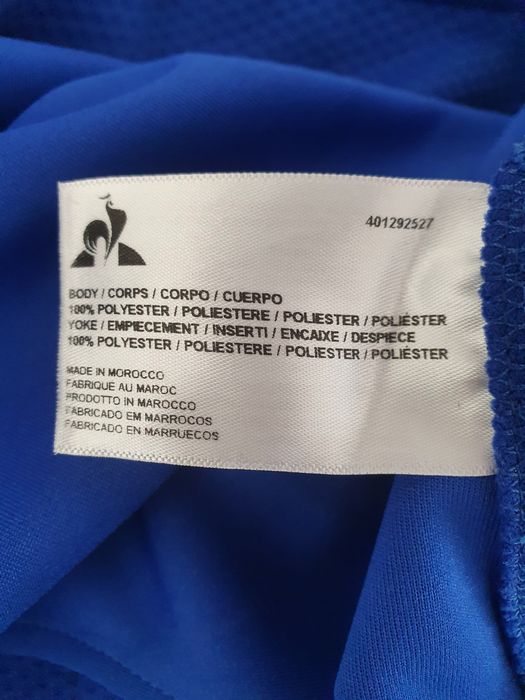 401292527
BODY / CORPS / CORPO / CUERPO
100% POLYESTER / POLIESTERE / POLIESTER / POLIÉSTER
YOKE / EMPIECEMENT / INSERTI / ENCAIXE / DESPIECE
100% POLYESTER / POLIESTERE / POLIESTER / POLIÉSTER
MADE IN MOROCCO
FABRIQUE AU MAROC
PRODOTTO IN MAROCCO
FABRICADO EM MARROCOS
FABRICADO EN MARRUECOS